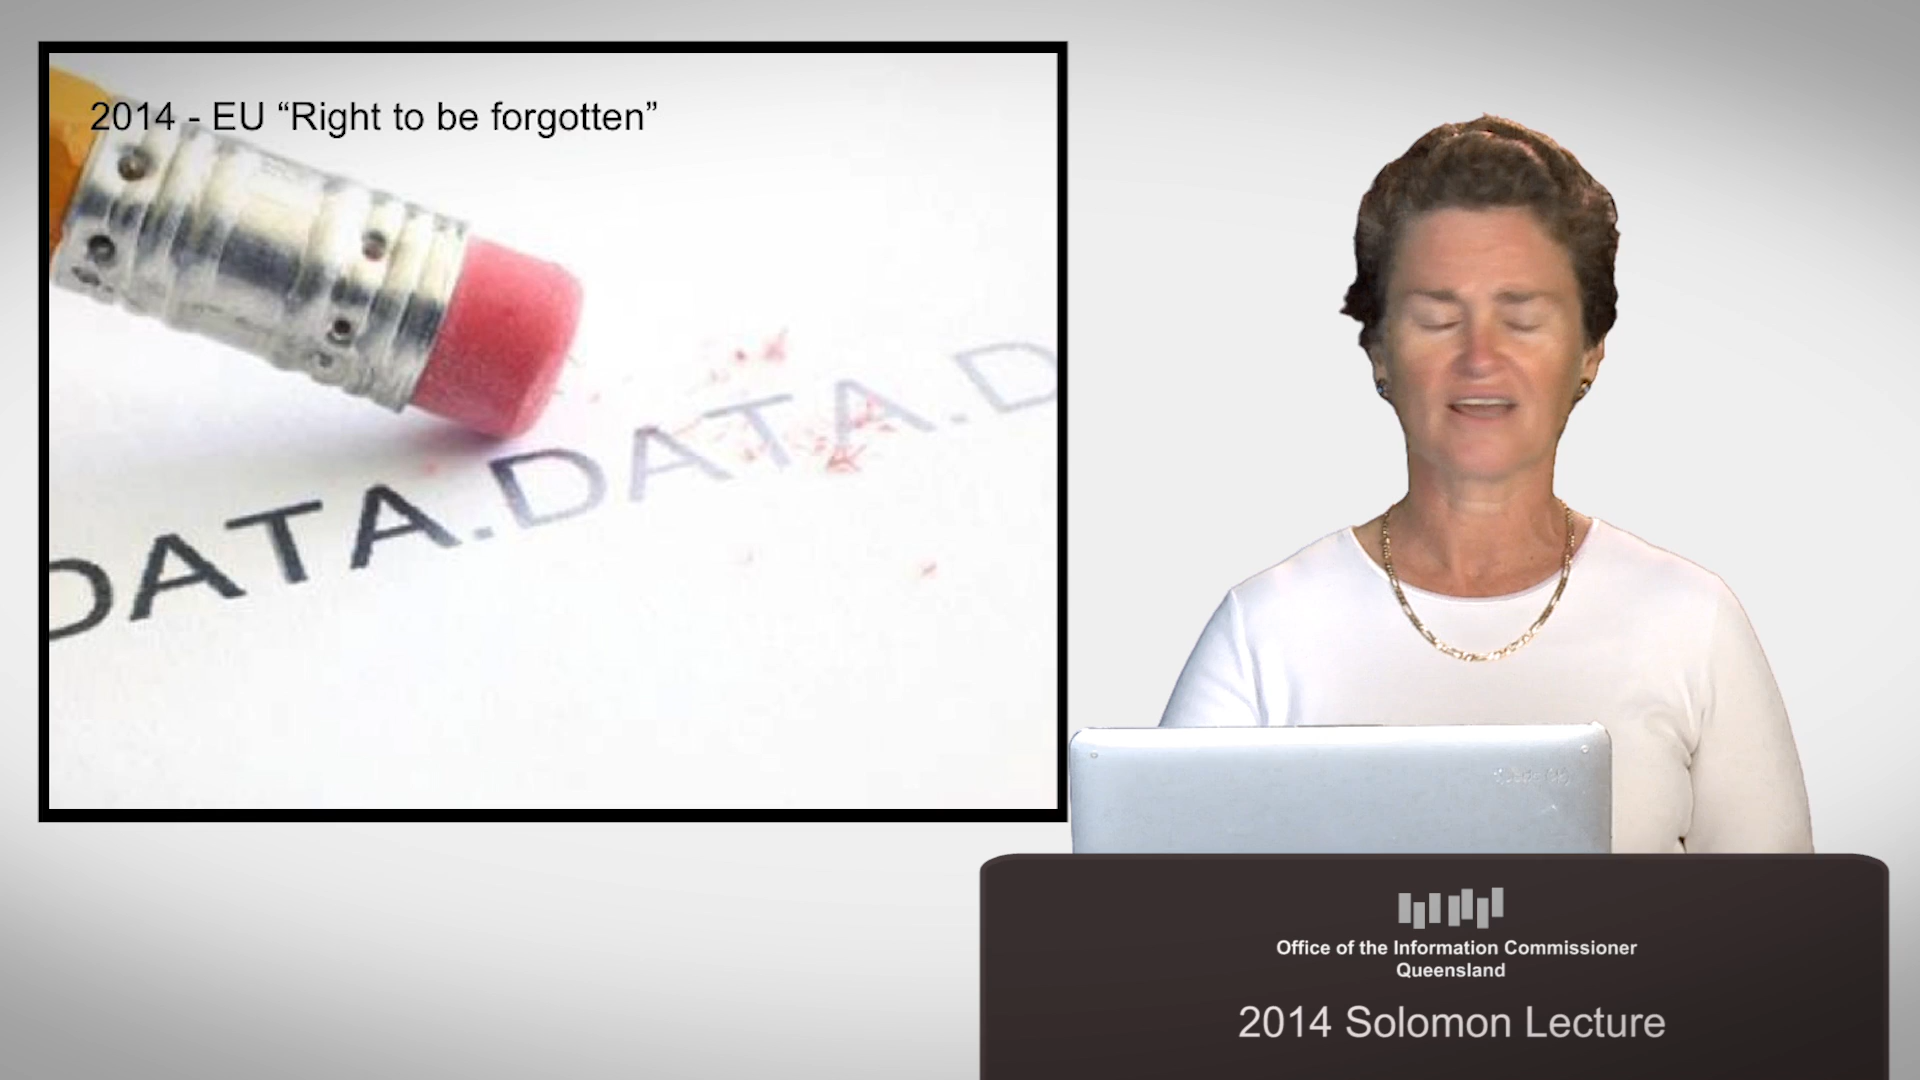 2014 - EU “Right to be forgotten”
DATA.DATA.D
Office of the Information Commissioner
Queensland
2014 Solomon Lecture